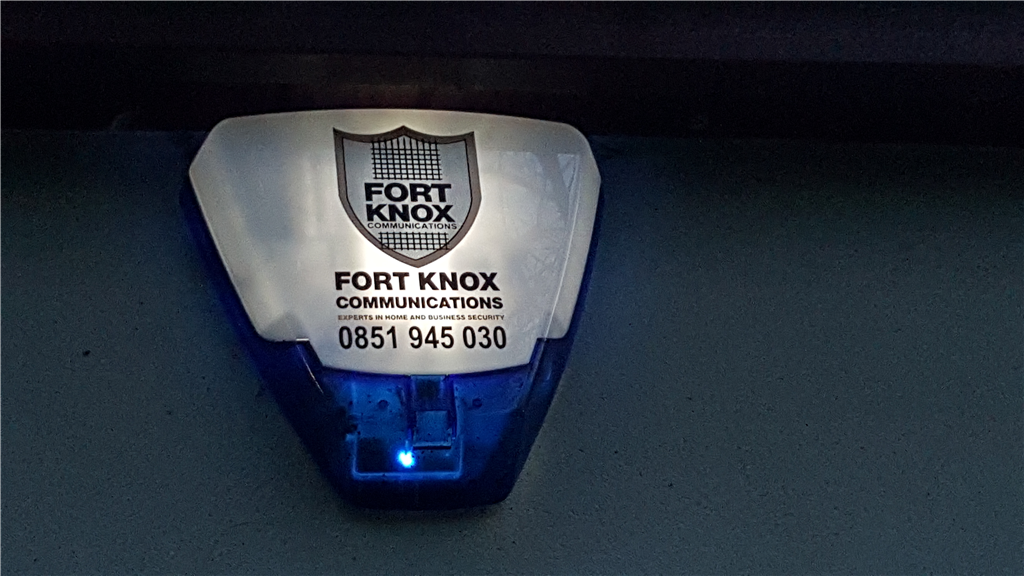 FORT
KNOX
COMMUNICATIONS
FORT KNOX
COMMUNICATIONS
EXPERTS IN HOME AND BUSINESS SECURITY
0851 945 030